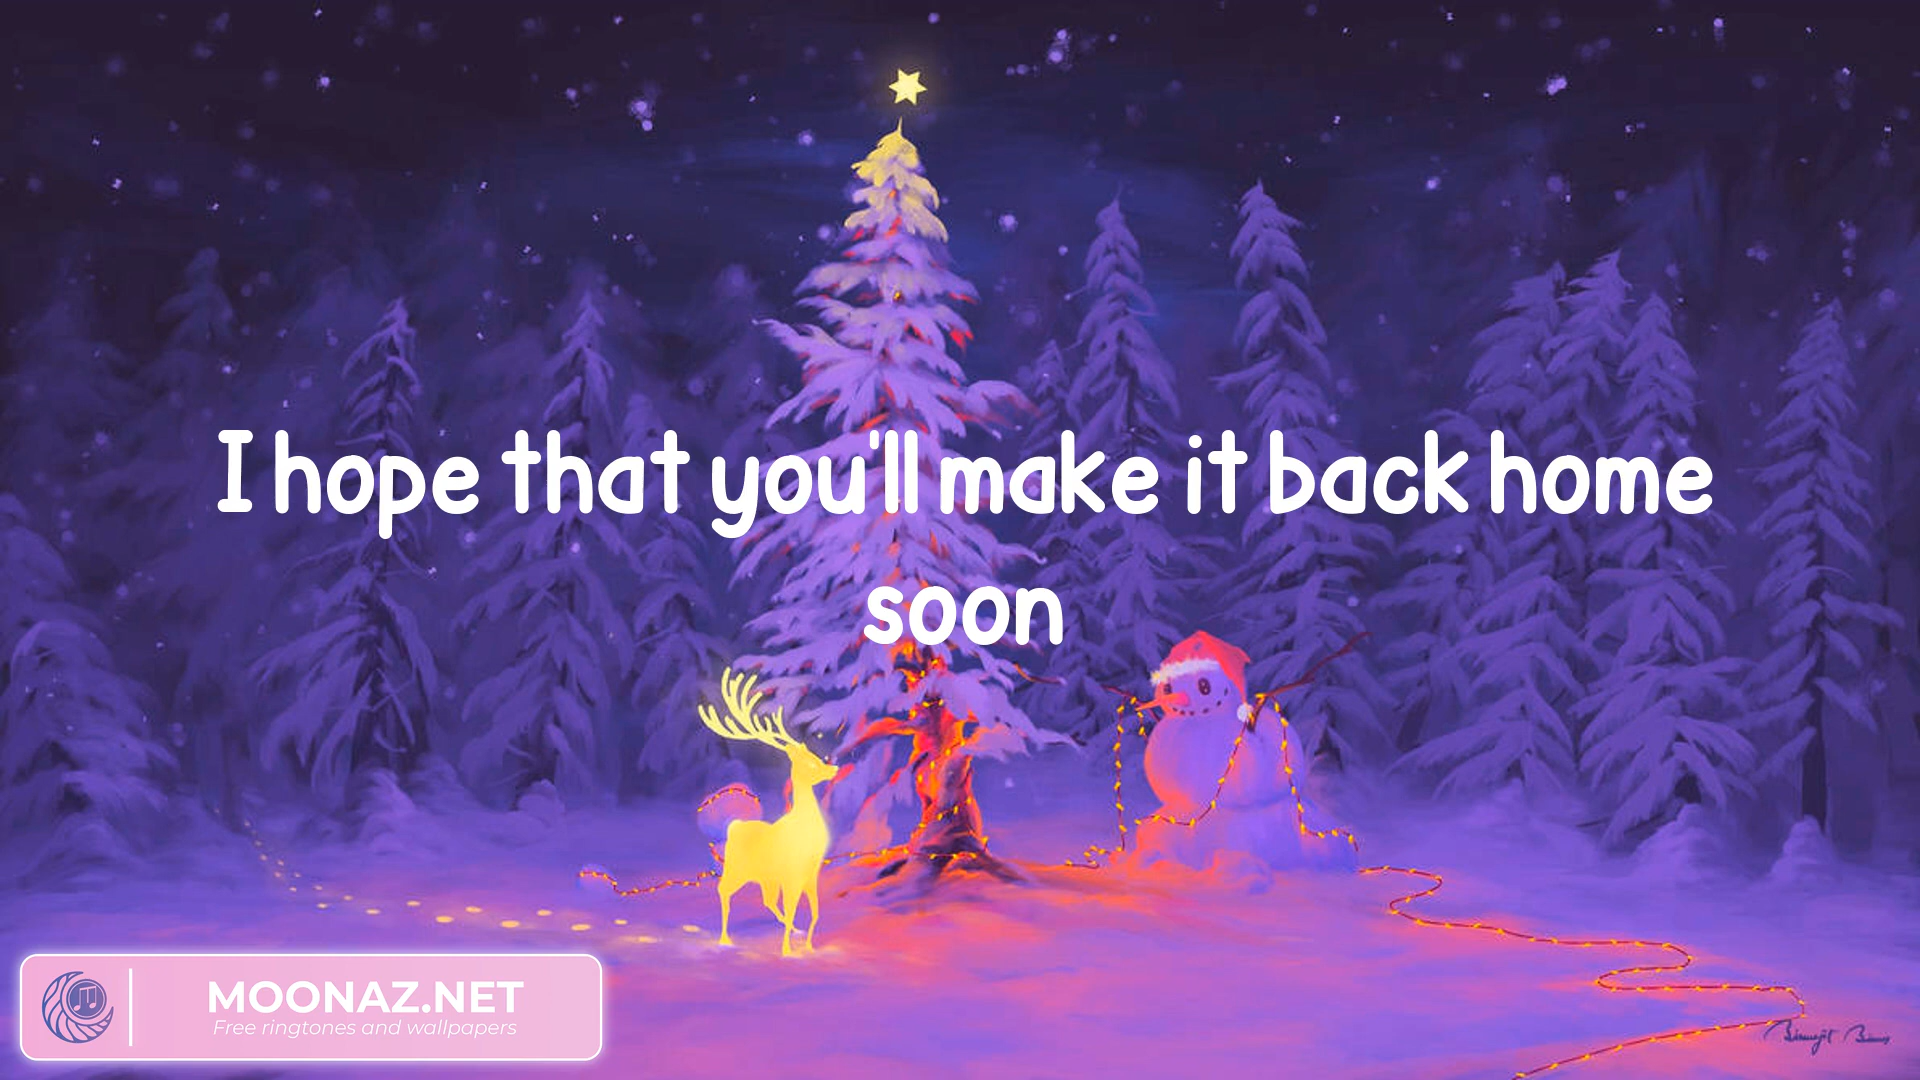 I hope that you'll make it back home
soon
MOONAZ.NET
Free ringtones and wallpapers